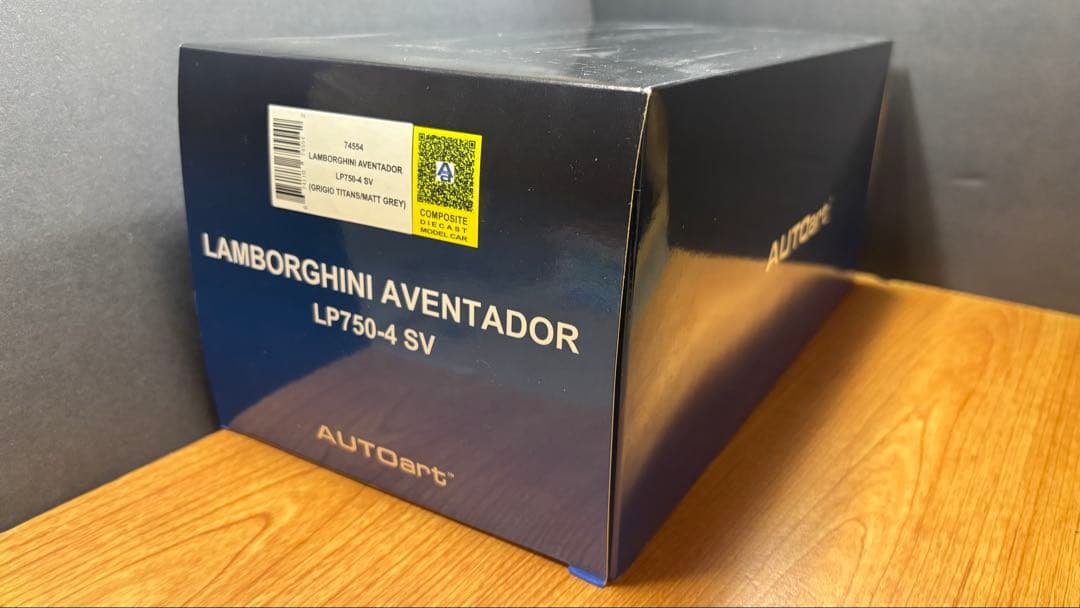 74554
LAMBORGHINI AVENTADOR
LP750-4 SV
(GRIGIO TITANS/MATT GREY)
COMPOSITE
DIECAST
MODEL CAR
LAMBORGHINI AVENTADOR
LP750-4 SV
AUTOart™
AUTOart